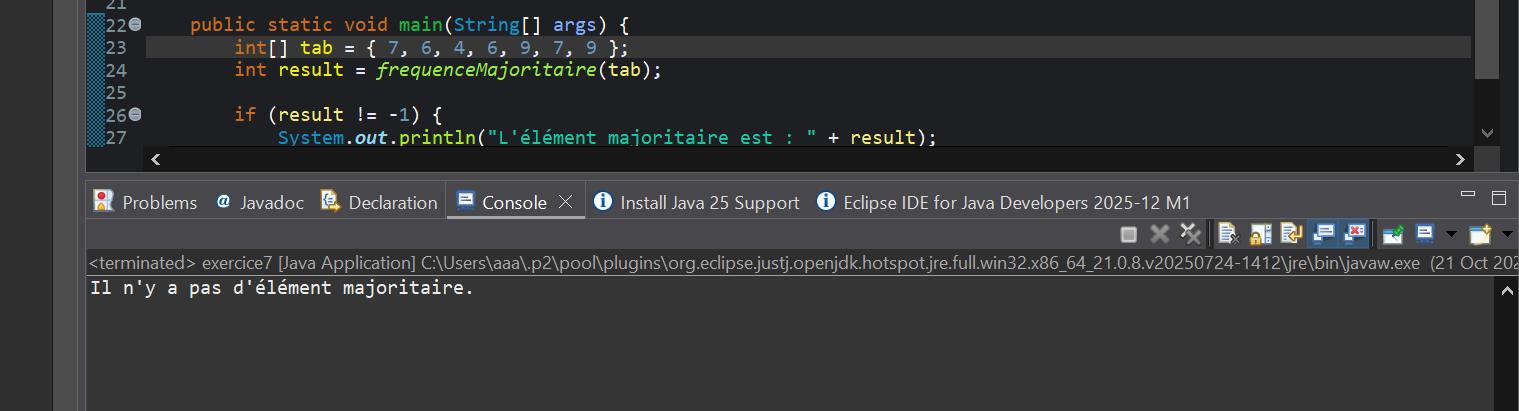 21
22 public static void main(String[] args) {
23 int[] tab = { 7, 6, 4, 6, 9, 7, 9 };
24 int result = frequenceMajoritaire(tab);
25
26 if (result != -1) {
27 System.out.println("L'élément majoritaire est : " + result);
Problems @ Javadoc Declaration Console Install Java 25 Support Eclipse IDE for Java Developers 2025-12 M1
<terminated> exercice7 [Java Application] C:\Users\aaa\.p2\pool\plugins\org.eclipse.justj.openjdk.hotspot.jre.full.win32.x86_64_21.0.8.v20250724-1412\jre\bin\javaw.exe (21 Oct 202
Il n'y a pas d'élément majoritaire.